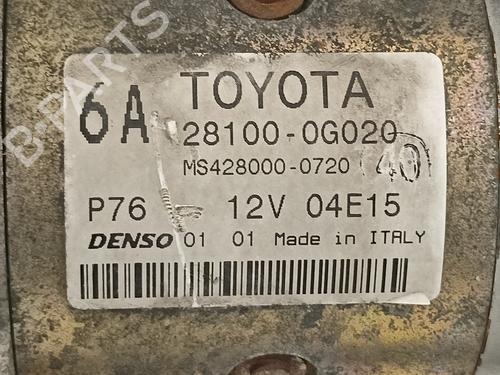 B-PARTS
6A TOYOTA
28100-0G020
MS428000-0720 40
P76 12V 04E15
DENSO 01 01 Made in ITALY